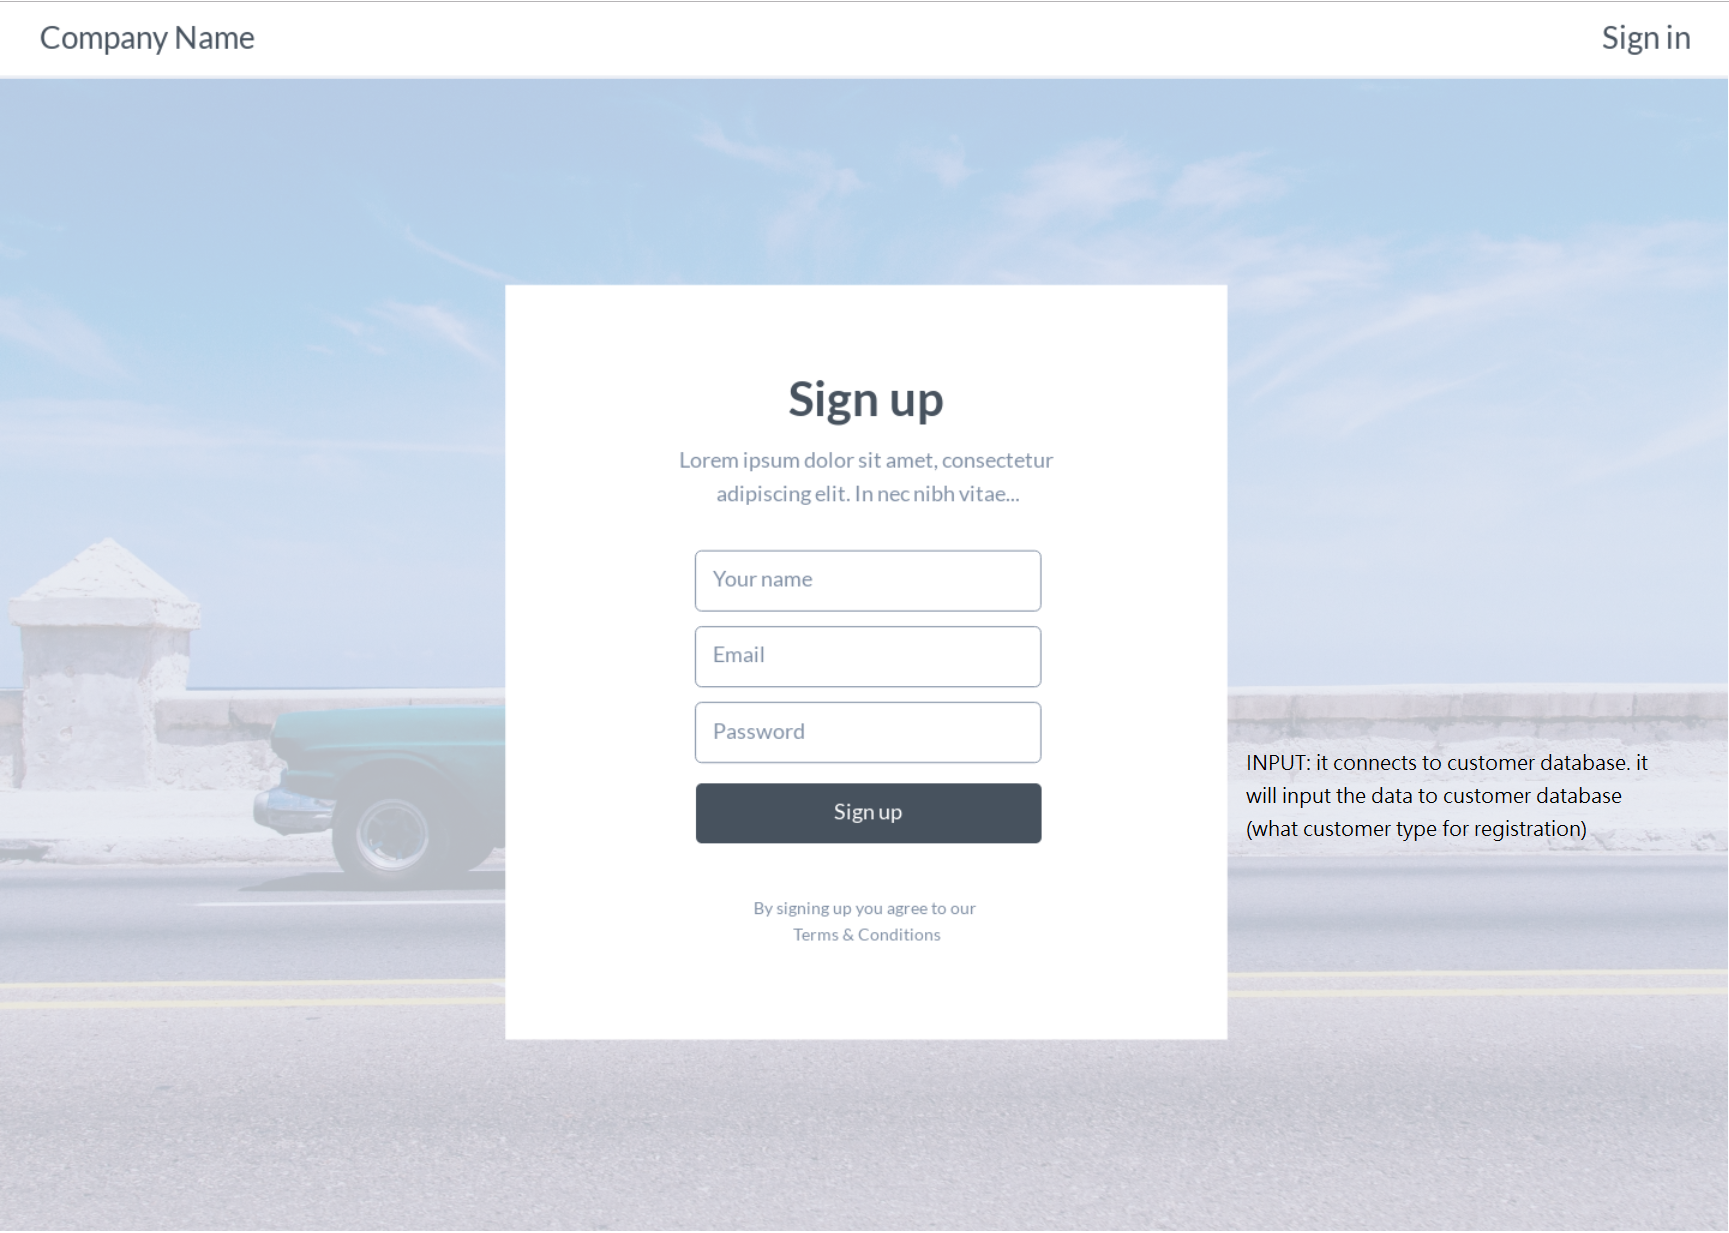 Company Name
Sign in
Sign up
Lorem ipsum dolor sit amet, consectetur
adipiscing elit. In nec nibh vitae...
Your name
Email
Password
Sign up
INPUT: it connects to customer database. it
will input the data to customer database
(what customer type for registration)
By signing up you agree to our
Terms & Conditions